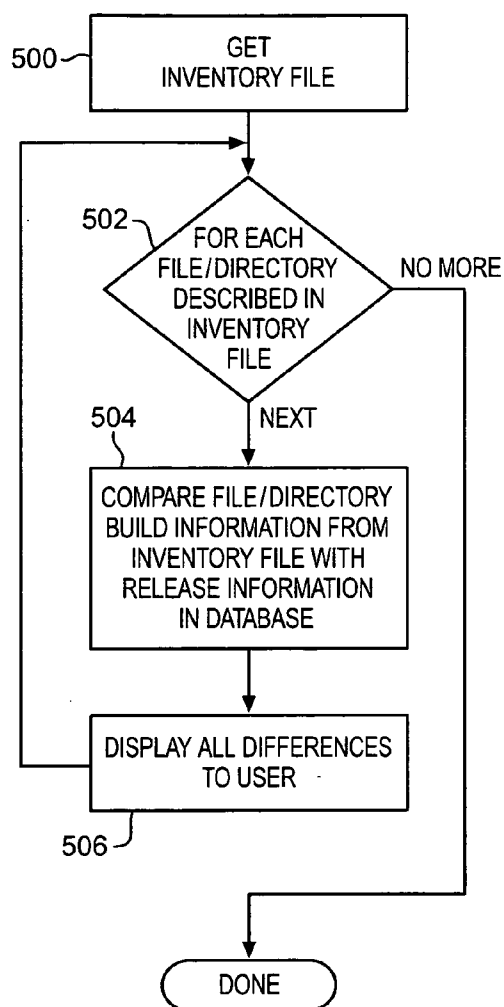 500
GET
INVENTORY FILE
502
FOR EACH
FILE/DIRECTORY
DESCRIBED IN
INVENTORY
FILE
NO MORE
NEXT
504
COMPARE FILE/DIRECTORY
BUILD INFORMATION FROM
INVENTORY FILE WITH
RELEASE INFORMATION
IN DATABASE
DISPLAY ALL DIFFERENCES
TO USER
506
DONE